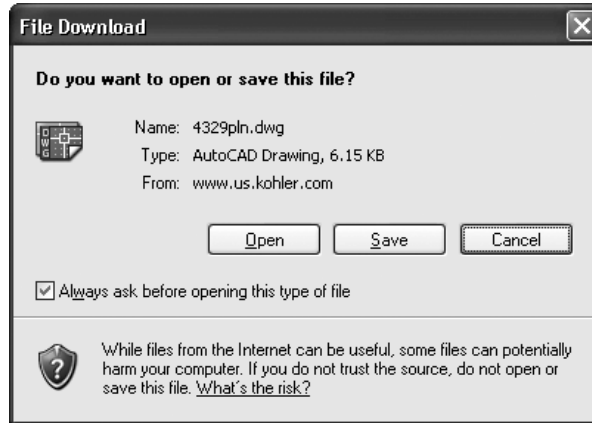 File Download
Do you want to open or save this file?
DWG
Name: 4329pln.dwg
Type: AutoCAD Drawing, 6.15 KB
From: www.us.kohler.com
Open Save Cancel
Always ask before opening this type of file
While files from the Internet can be useful, some files can potentially
harm your computer. If you do not trust the source, do not open or
save this file. What's the risk?